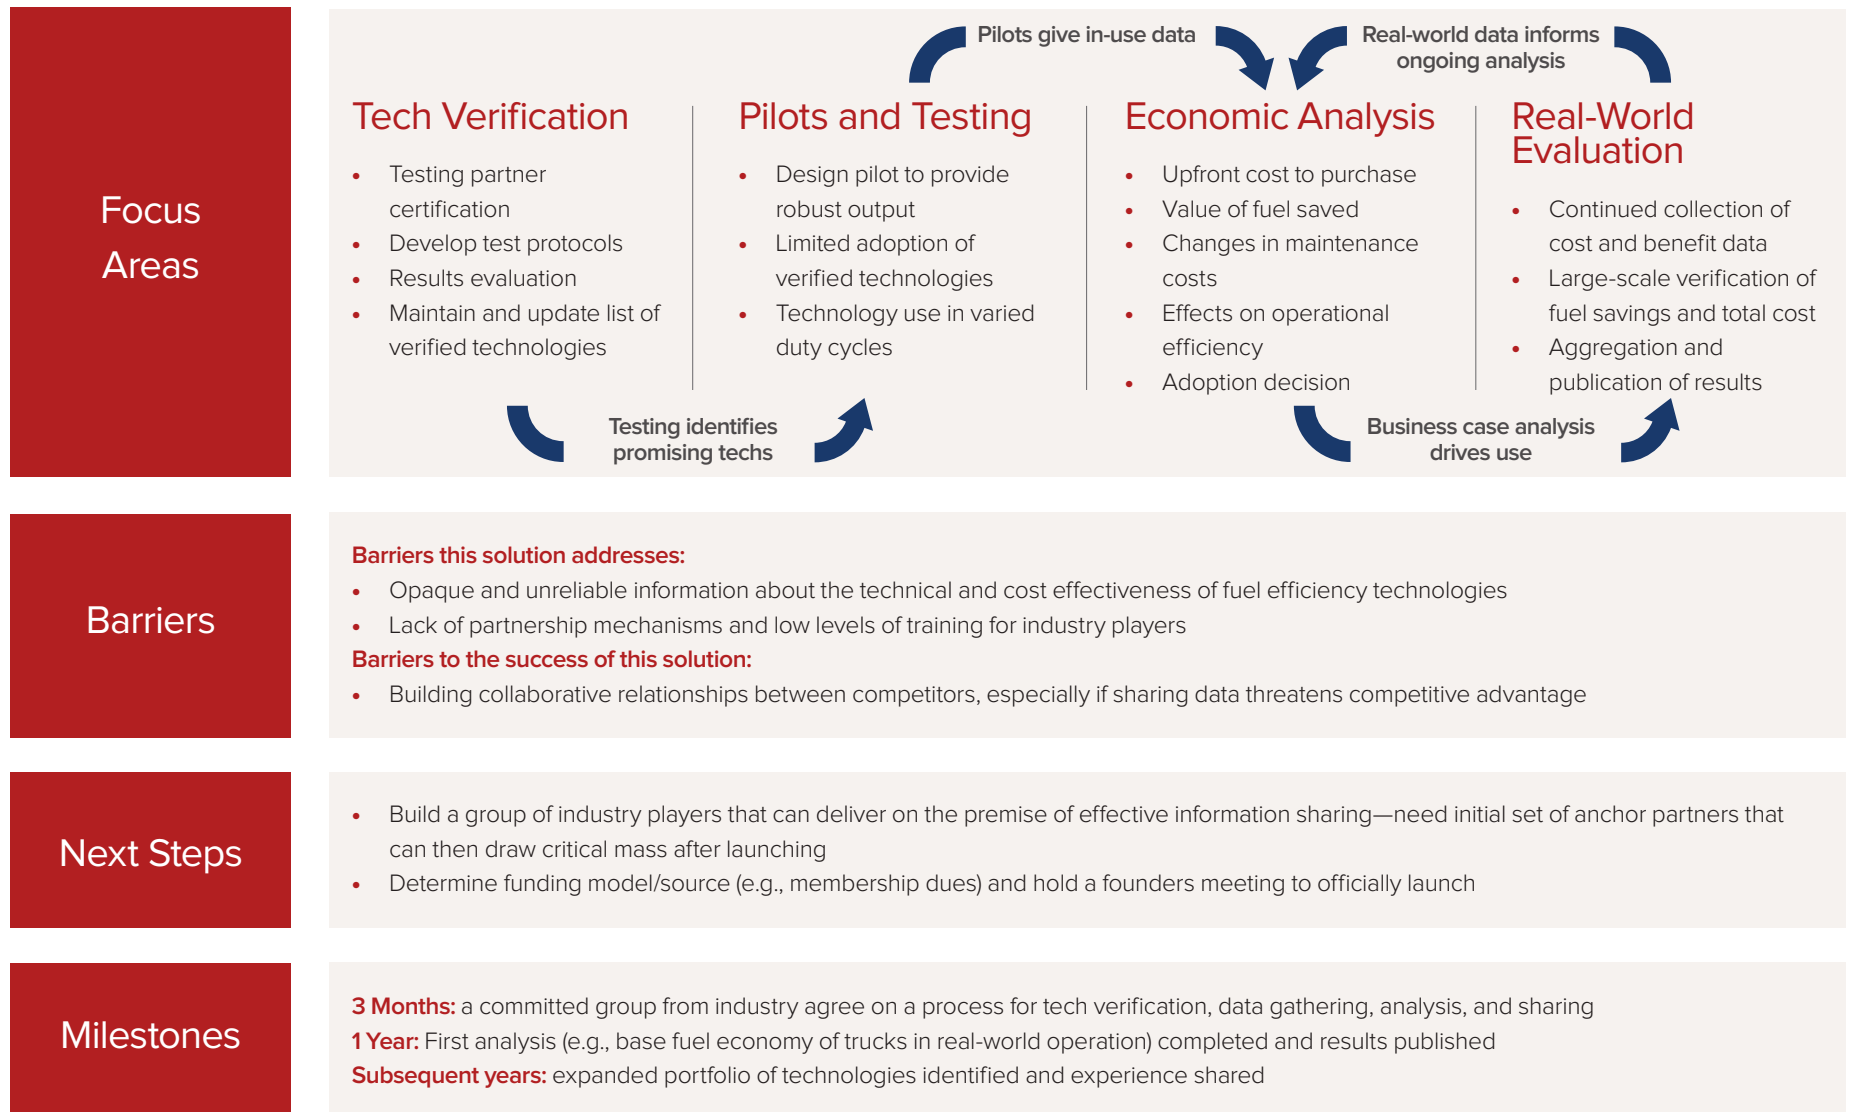 Focus
Areas
Pilots give in-use data
Real-world data informs
ongoing analysis
Tech Verification
• Testing partner
certification
• Develop test protocols
• Results evaluation
• Maintain and update list of
verified technologies
Pilots and Testing
• Design pilot to provide
robust output
• Limited adoption of
verified technologies
• Technology use in varied
duty cycles
Economic Analysis
• Upfront cost to purchase
• Value of fuel saved
• Changes in maintenance
costs
• Effects on operational
efficiency
• Adoption decision
Real-World
Evaluation
• Continued collection of
cost and benefit data
• Large-scale verification of
fuel savings and total cost
• Aggregation and
publication of results
Testing identifies
promising techs
Business case analysis
drives use
Barriers
Barriers this solution addresses:
• Opaque and unreliable information about the technical and cost effectiveness of fuel efficiency technologies
• Lack of partnership mechanisms and low levels of training for industry players
Barriers to the success of this solution:
• Building collaborative relationships between competitors, especially if sharing data threatens competitive advantage
Next Steps
• Build a group of industry players that can deliver on the premise of effective information sharing—need initial set of anchor partners that
can then draw critical mass after launching
• Determine funding model/source (e.g., membership dues) and hold a founders meeting to officially launch
Milestones
3 Months: a committed group from industry agree on a process for tech verification, data gathering, analysis, and sharing
1 Year: First analysis (e.g., base fuel economy of trucks in real-world operation) completed and results published
Subsequent years: expanded portfolio of technologies identified and experience shared